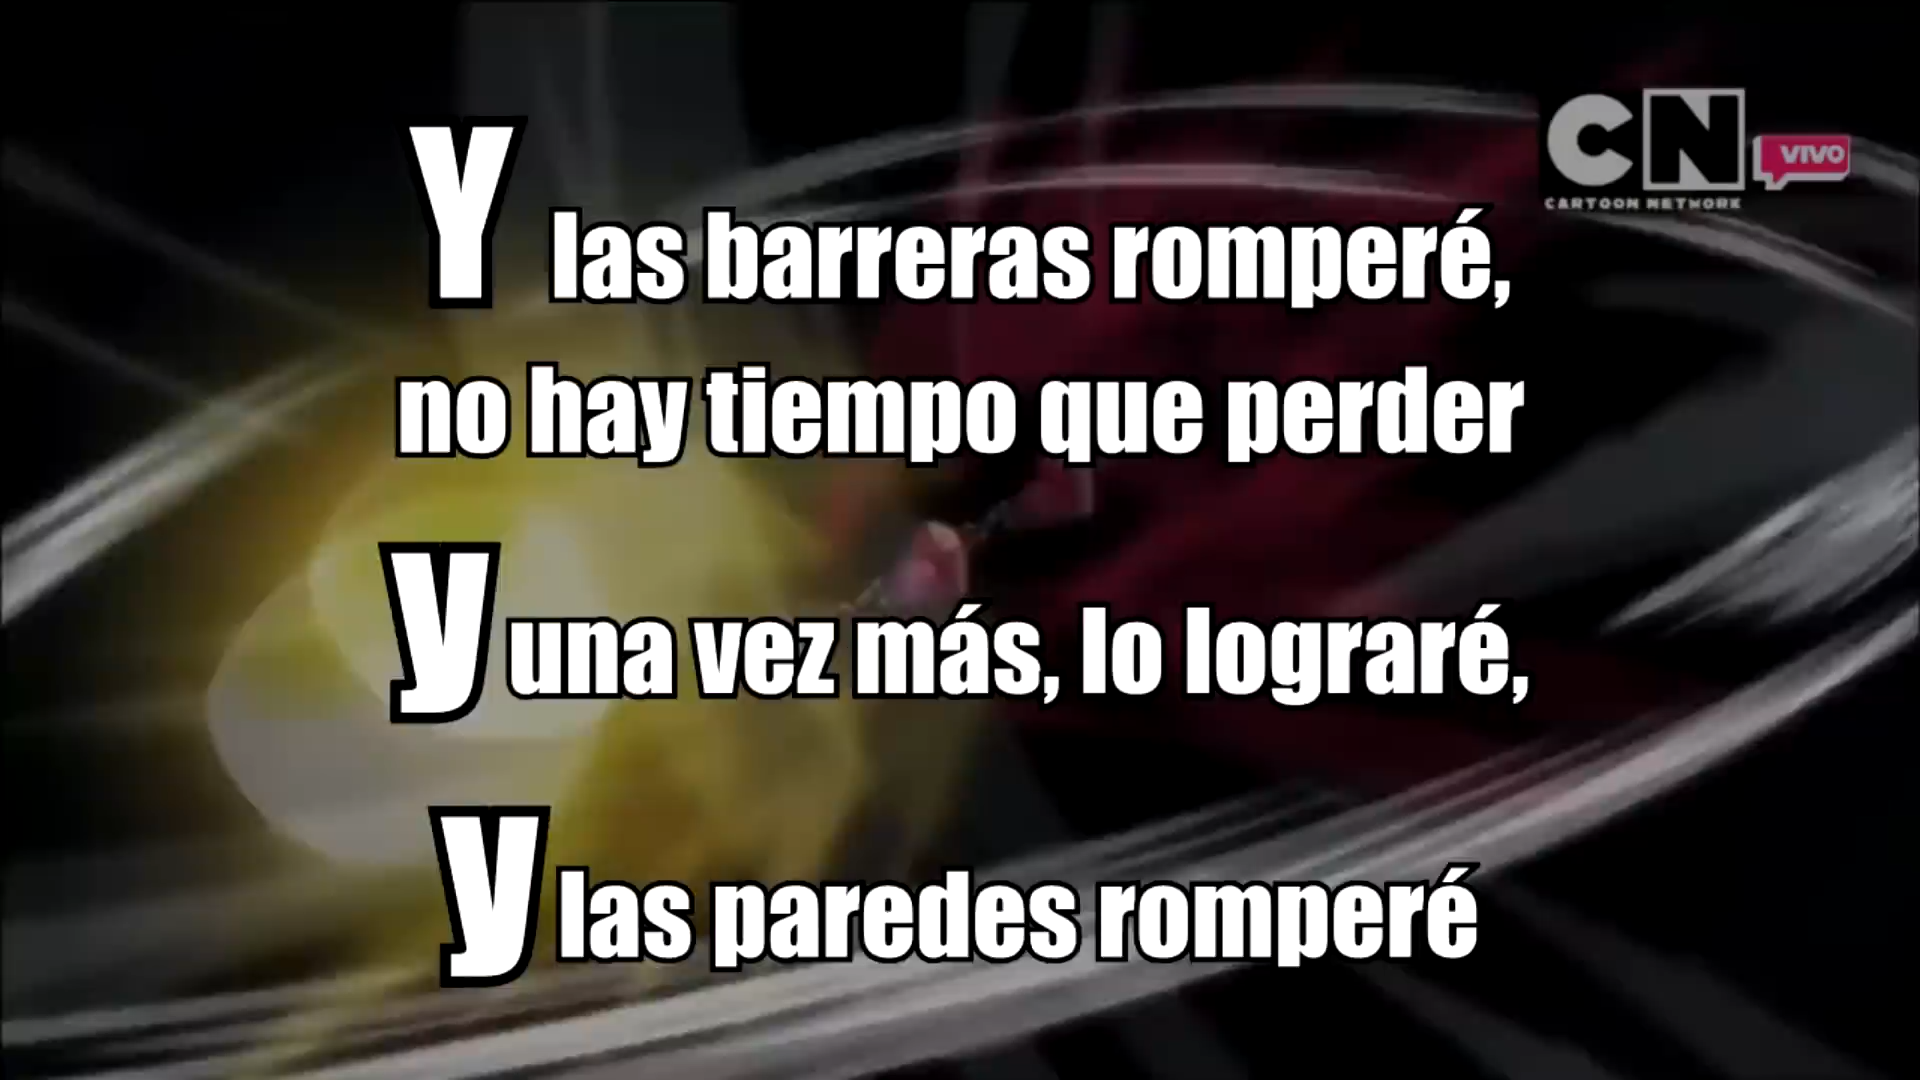 CN
CARTOON NETWORK
VIVO
Y las barreras romperé,
no hay tiempo que perder
y una vez más, lo lograré,
y las paredes romperé